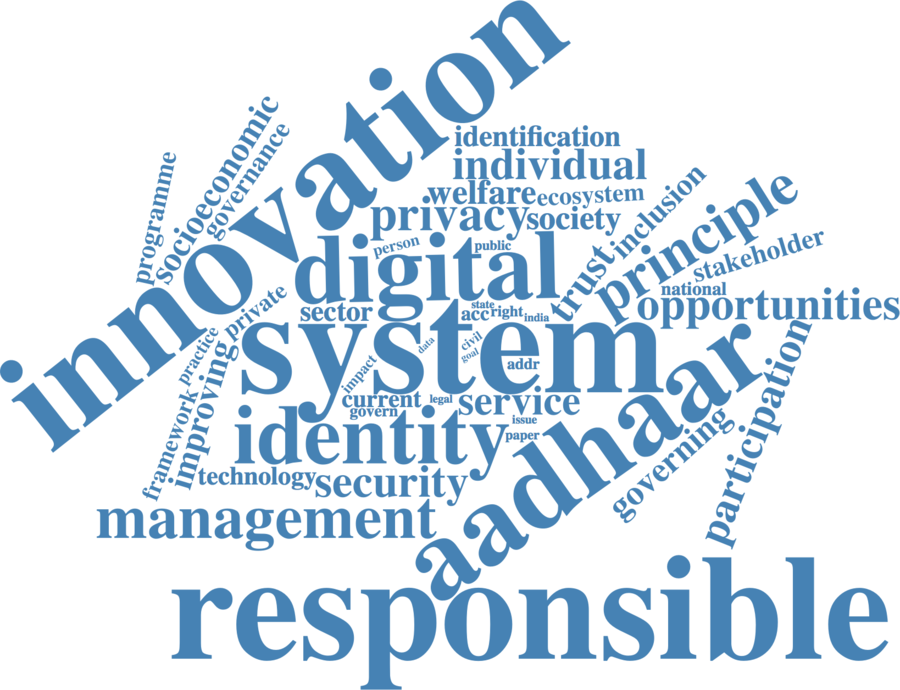 innovation
identification
individual
welfare
ecosystem
privacy
society
socioeconomic
governance
programme
person
public
digital
trust
inclusion
principle
stakeholder
national
opportunities
private
sector
state
acc
right
india
system
practice
improving
framework
data
civil
goal
impact
addr
current
legal
service
govern
issue
paper
identity
aadhaar
governing
participation
technology
security
management
responsible